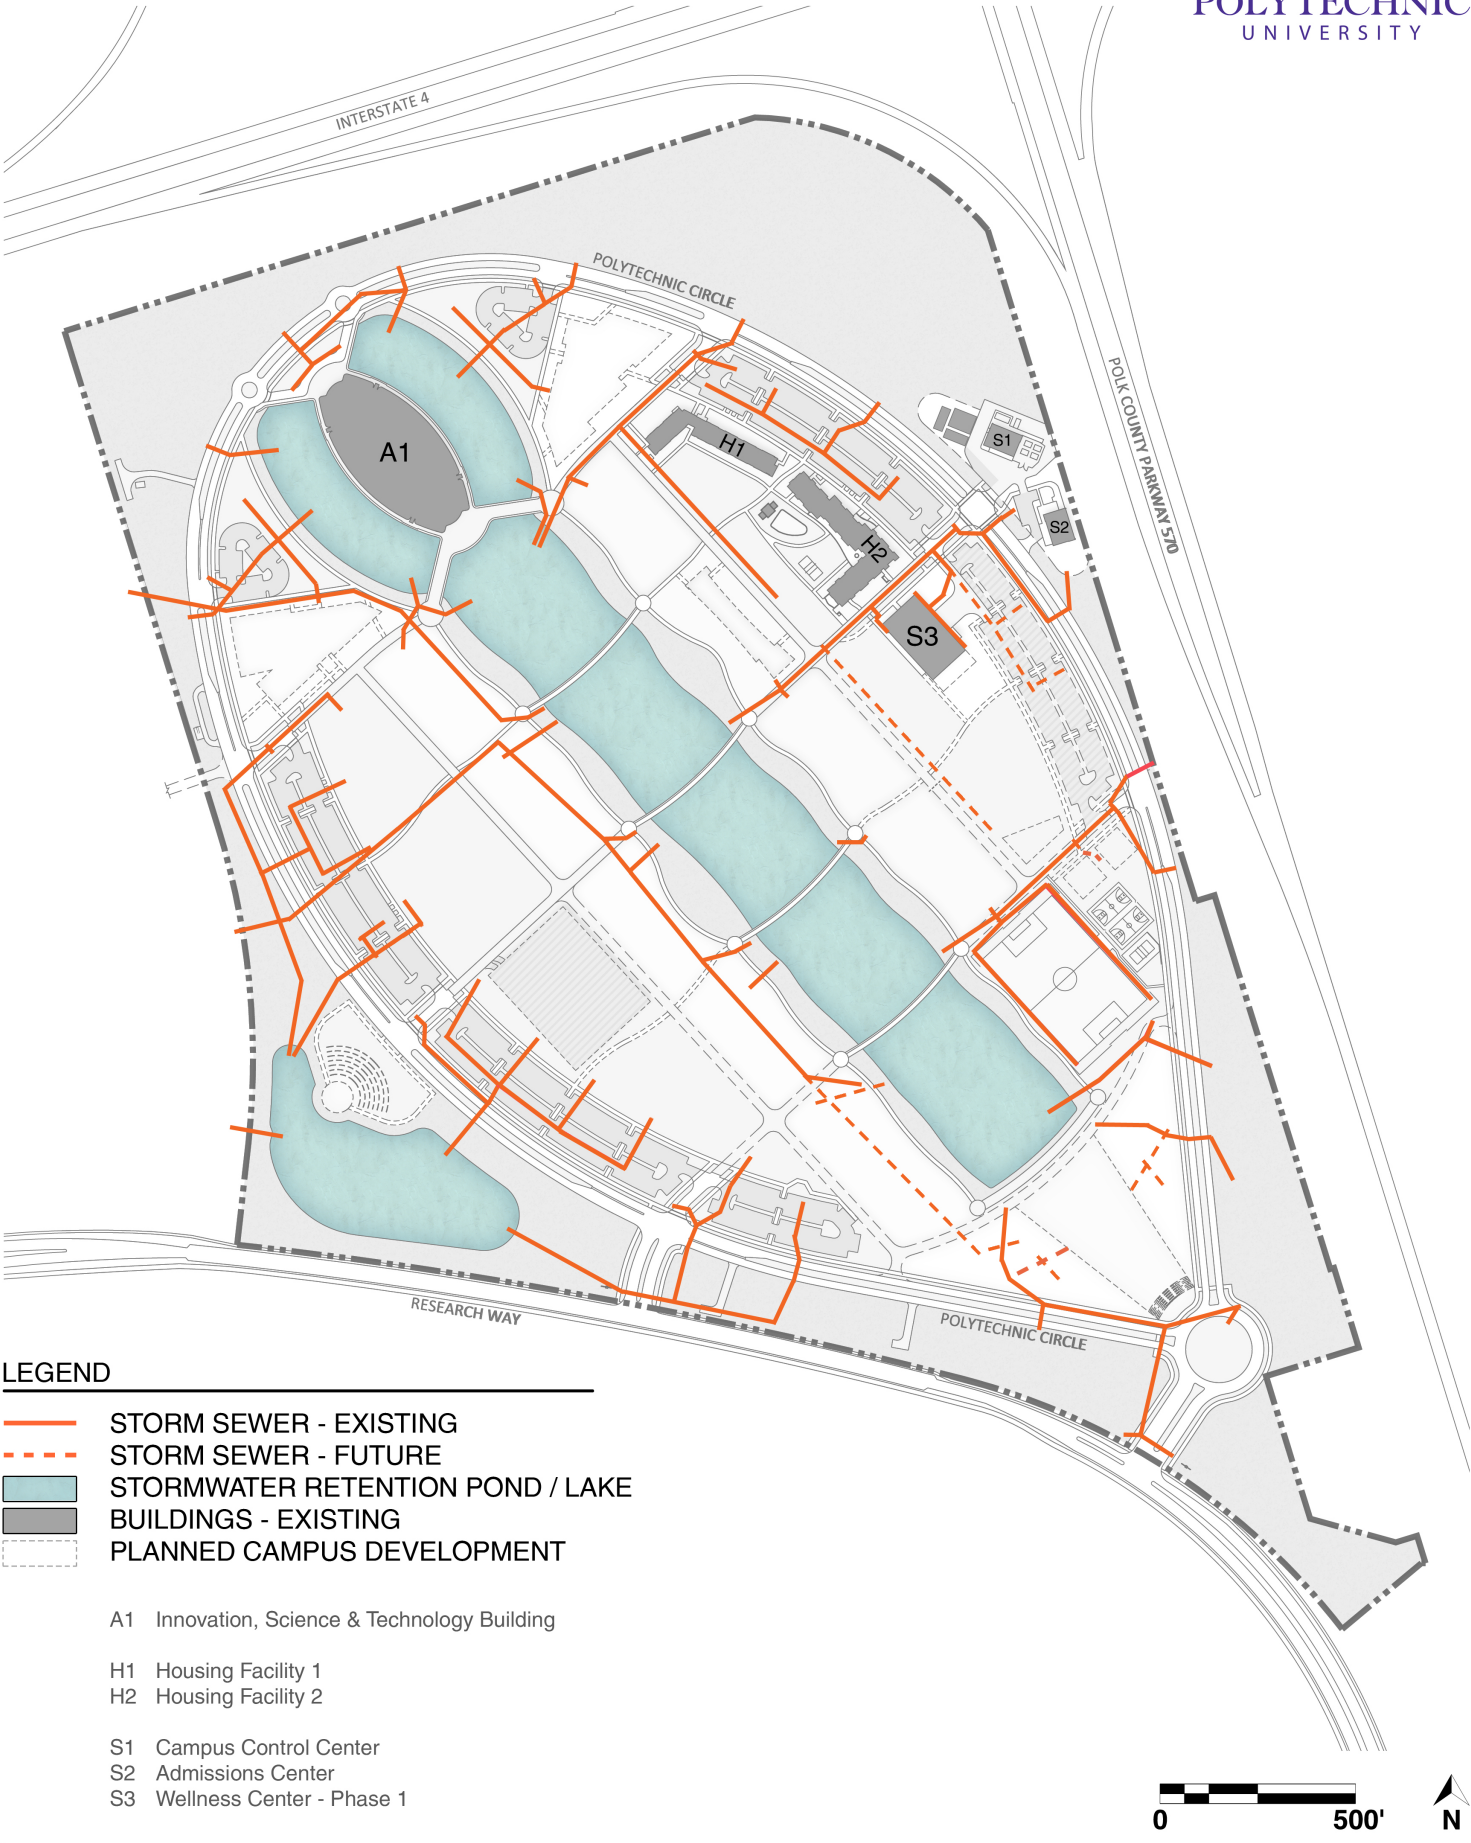 POLYTECHNIC
UNIVERSITY
INTERSTATE 4
POLYTECHNIC CIRCLE
POLK COUNTY PARKWAY 570
A1
H1
H2
S1
S2
S3
RESEARCH WAY
POLYTECHNIC CIRCLE
LEGEND
STORM SEWER - EXISTING
STORM SEWER - FUTURE
STORMWATER RETENTION POND / LAKE
BUILDINGS - EXISTING
PLANNED CAMPUS DEVELOPMENT
A1 Innovation, Science & Technology Building
H1 Housing Facility 1
H2 Housing Facility 2
S1 Campus Control Center
S2 Admissions Center
S3 Wellness Center - Phase 1
0 500'
N